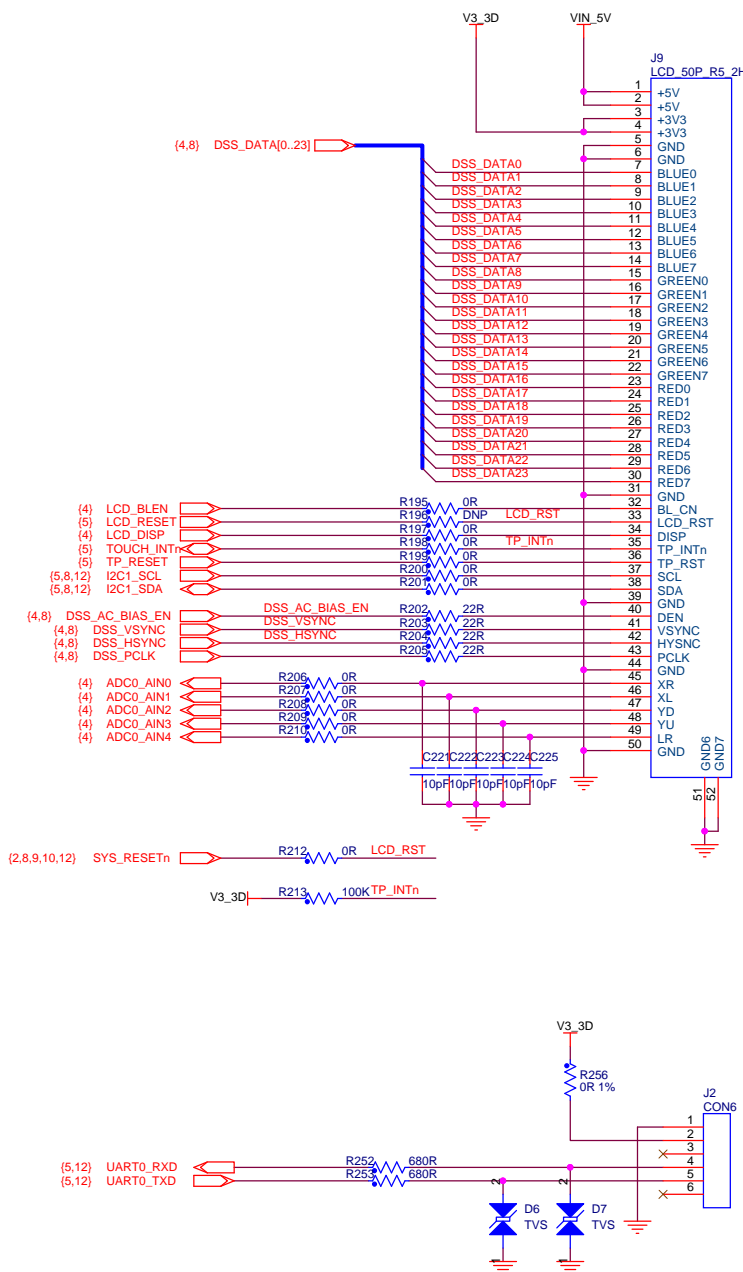 V3_3D VIN_5V
J9
LCD_50P_R5_2H
{4,8} DSS_DATA[0..23]
1 +5V
2 +5V
3 +3V3
4 +3V3
5 GND
6 GND
DSS_DATA0 7 BLUE0
DSS_DATA1 8 BLUE1
DSS_DATA2 9 BLUE2
DSS_DATA3 10 BLUE3
DSS_DATA4 11 BLUE4
DSS_DATA5 12 BLUE5
DSS_DATA6 13 BLUE6
DSS_DATA7 14 BLUE7
DSS_DATA8 15 GREEN0
DSS_DATA9 16 GREEN1
DSS_DATA10 17 GREEN2
DSS_DATA11 18 GREEN3
DSS_DATA12 19 GREEN4
DSS_DATA13 20 GREEN5
DSS_DATA14 21 GREEN6
DSS_DATA15 22 GREEN7
DSS_DATA16 23 RED0
DSS_DATA17 24 RED1
DSS_DATA18 25 RED2
DSS_DATA19 26 RED3
DSS_DATA20 27 RED4
DSS_DATA21 28 RED5
DSS_DATA22 29 RED6
DSS_DATA23 30 RED7
31 GND
{4} LCD_BLEN R195 0R 32 BL_CN
{5} LCD_RESET R196 DNP LCD_RST 33 LCD_RST
{4} LCD_DISP R197 0R 34 DISP
{5} TOUCH_INTn R198 0R TP_INTn 35 TP_INTn
{5} TP_RESET R199 0R 36 TP_RST
{5,8,12} I2C1_SCL R200 0R 37 SCL
{5,8,12} I2C1_SDA R201 0R 38 SDA
39 GND
{4,8} DSS_AC_BIAS_EN DSS_AC_BIAS_EN R202 22R 40 DEN
{4,8} DSS_VSYNC DSS_VSYNC R203 22R 41 VSYNC
{4,8} DSS_HSYNC DSS_HSYNC R204 22R 42 HYSNC
{4,8} DSS_PCLK R205 22R 43 PCLK
44 GND
{4} ADC0_AIN0 R206 0R 45 XR
{4} ADC0_AIN1 R207 0R 46 XL
{4} ADC0_AIN2 R208 0R 47 YD
{4} ADC0_AIN3 R209 0R 48 YU
{4} ADC0_AIN4 R210 0R 49 LR
50 GND
GND6
GND7
51
52
C221 C222 C223 C224 C225
10pF 10pF 10pF 10pF 10pF
{2,8,9,10,12} SYS_RESETn R212 0R LCD_RST
V3_3D R213 100K TP_INTn
V3_3D
R256
0R 1%
J2
CON6
1
2
3
{5,12} UART0_RXD R252 680R 4
{5,12} UART0_TXD R253 680R 5
6
2 2
D6 D7
TVS TVS
1 1